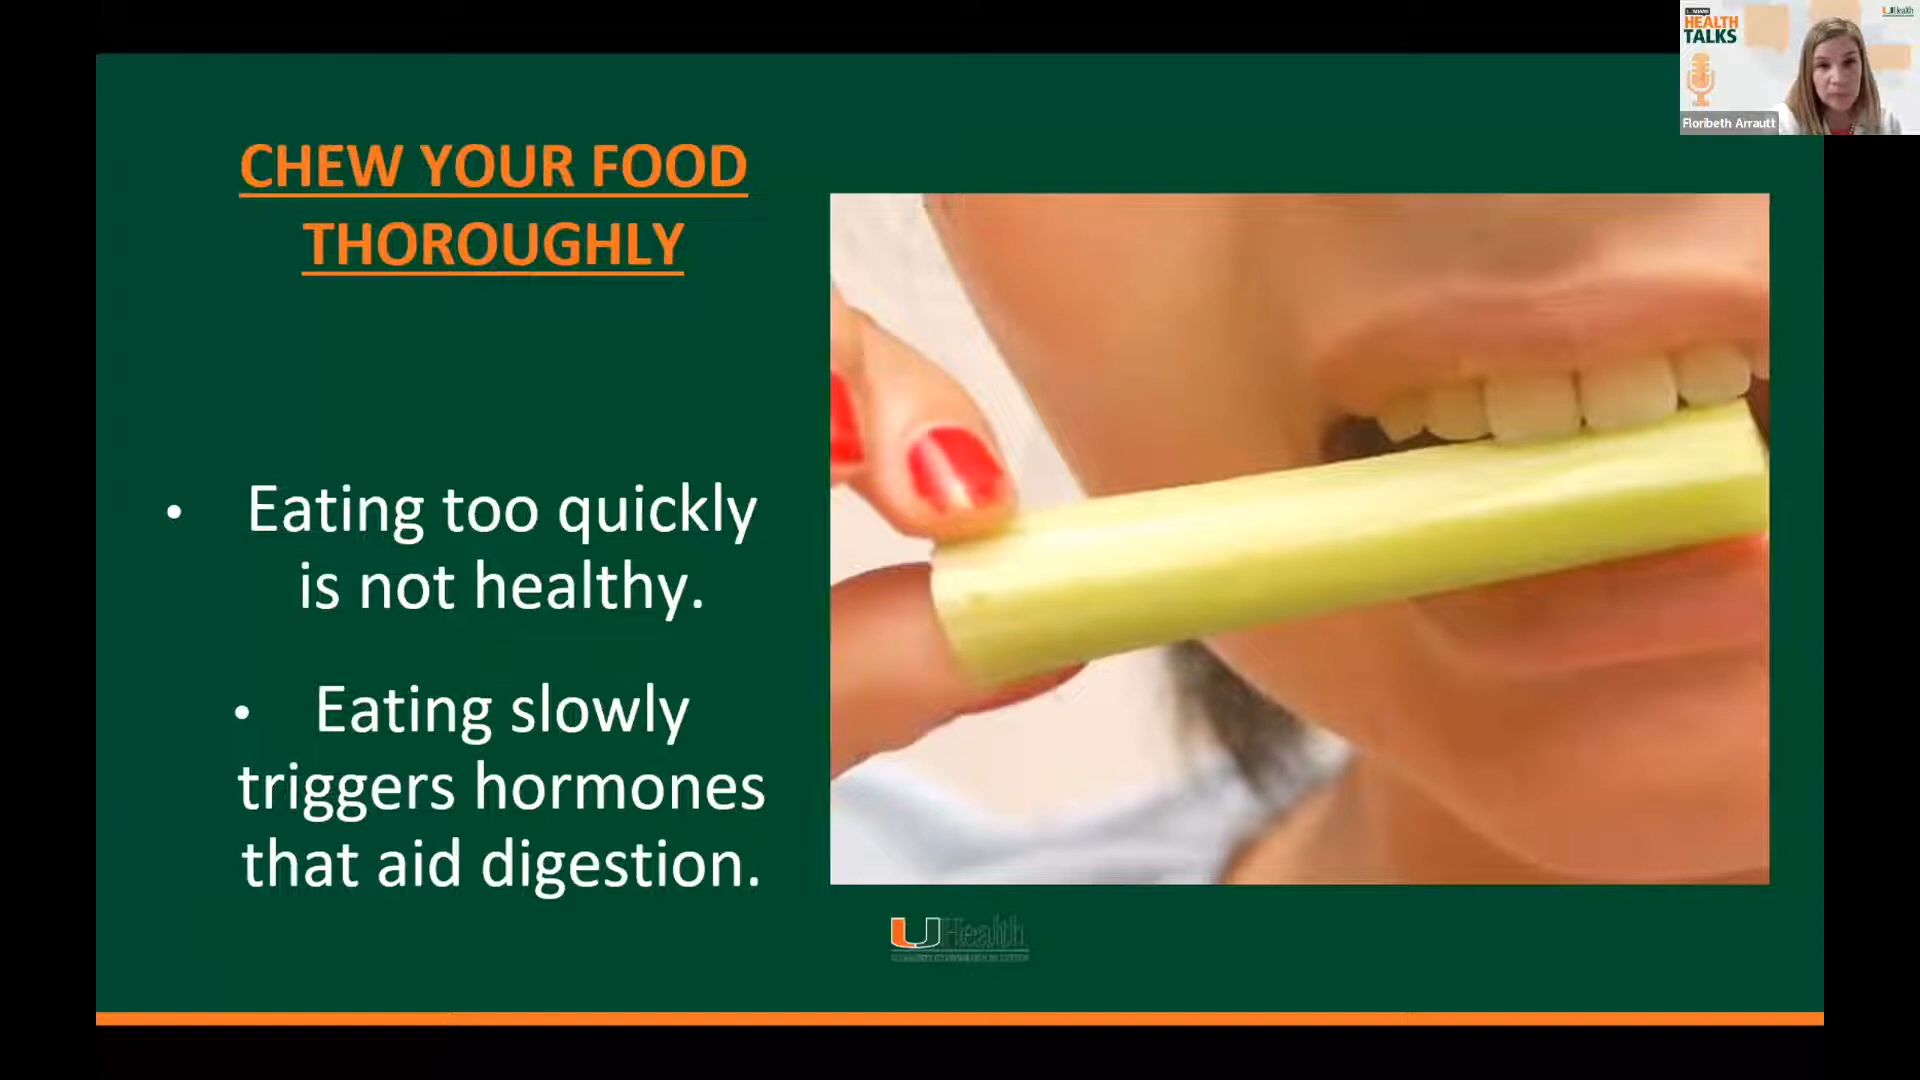 HEALTH
TALKS
UHealth
Floribeth Arrautt
CHEW YOUR FOOD
THOROUGHLY
• Eating too quickly
is not healthy.
• Eating slowly
triggers hormones
that aid digestion.
UHealth